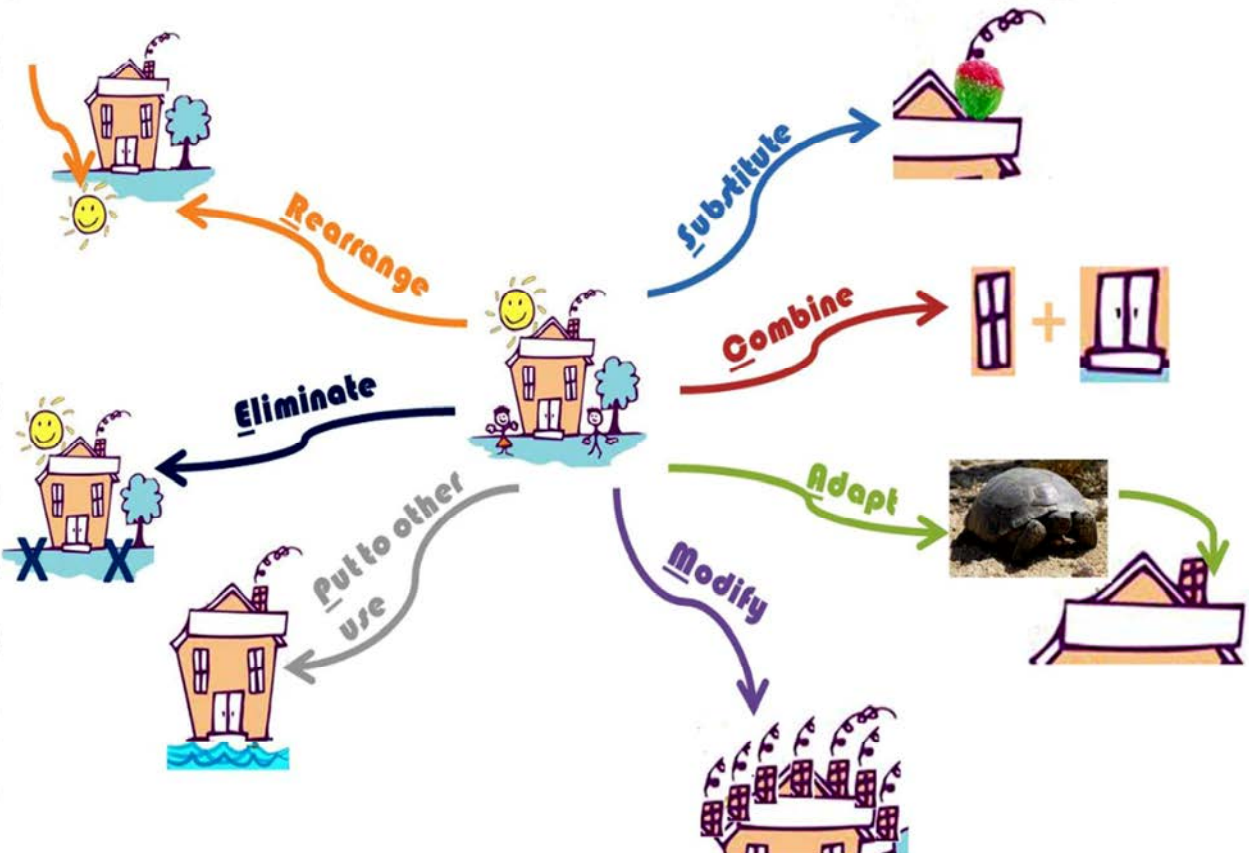 Substitute
Combine
Adapt
Modify
Put to other
use
Eliminate
Rearrange